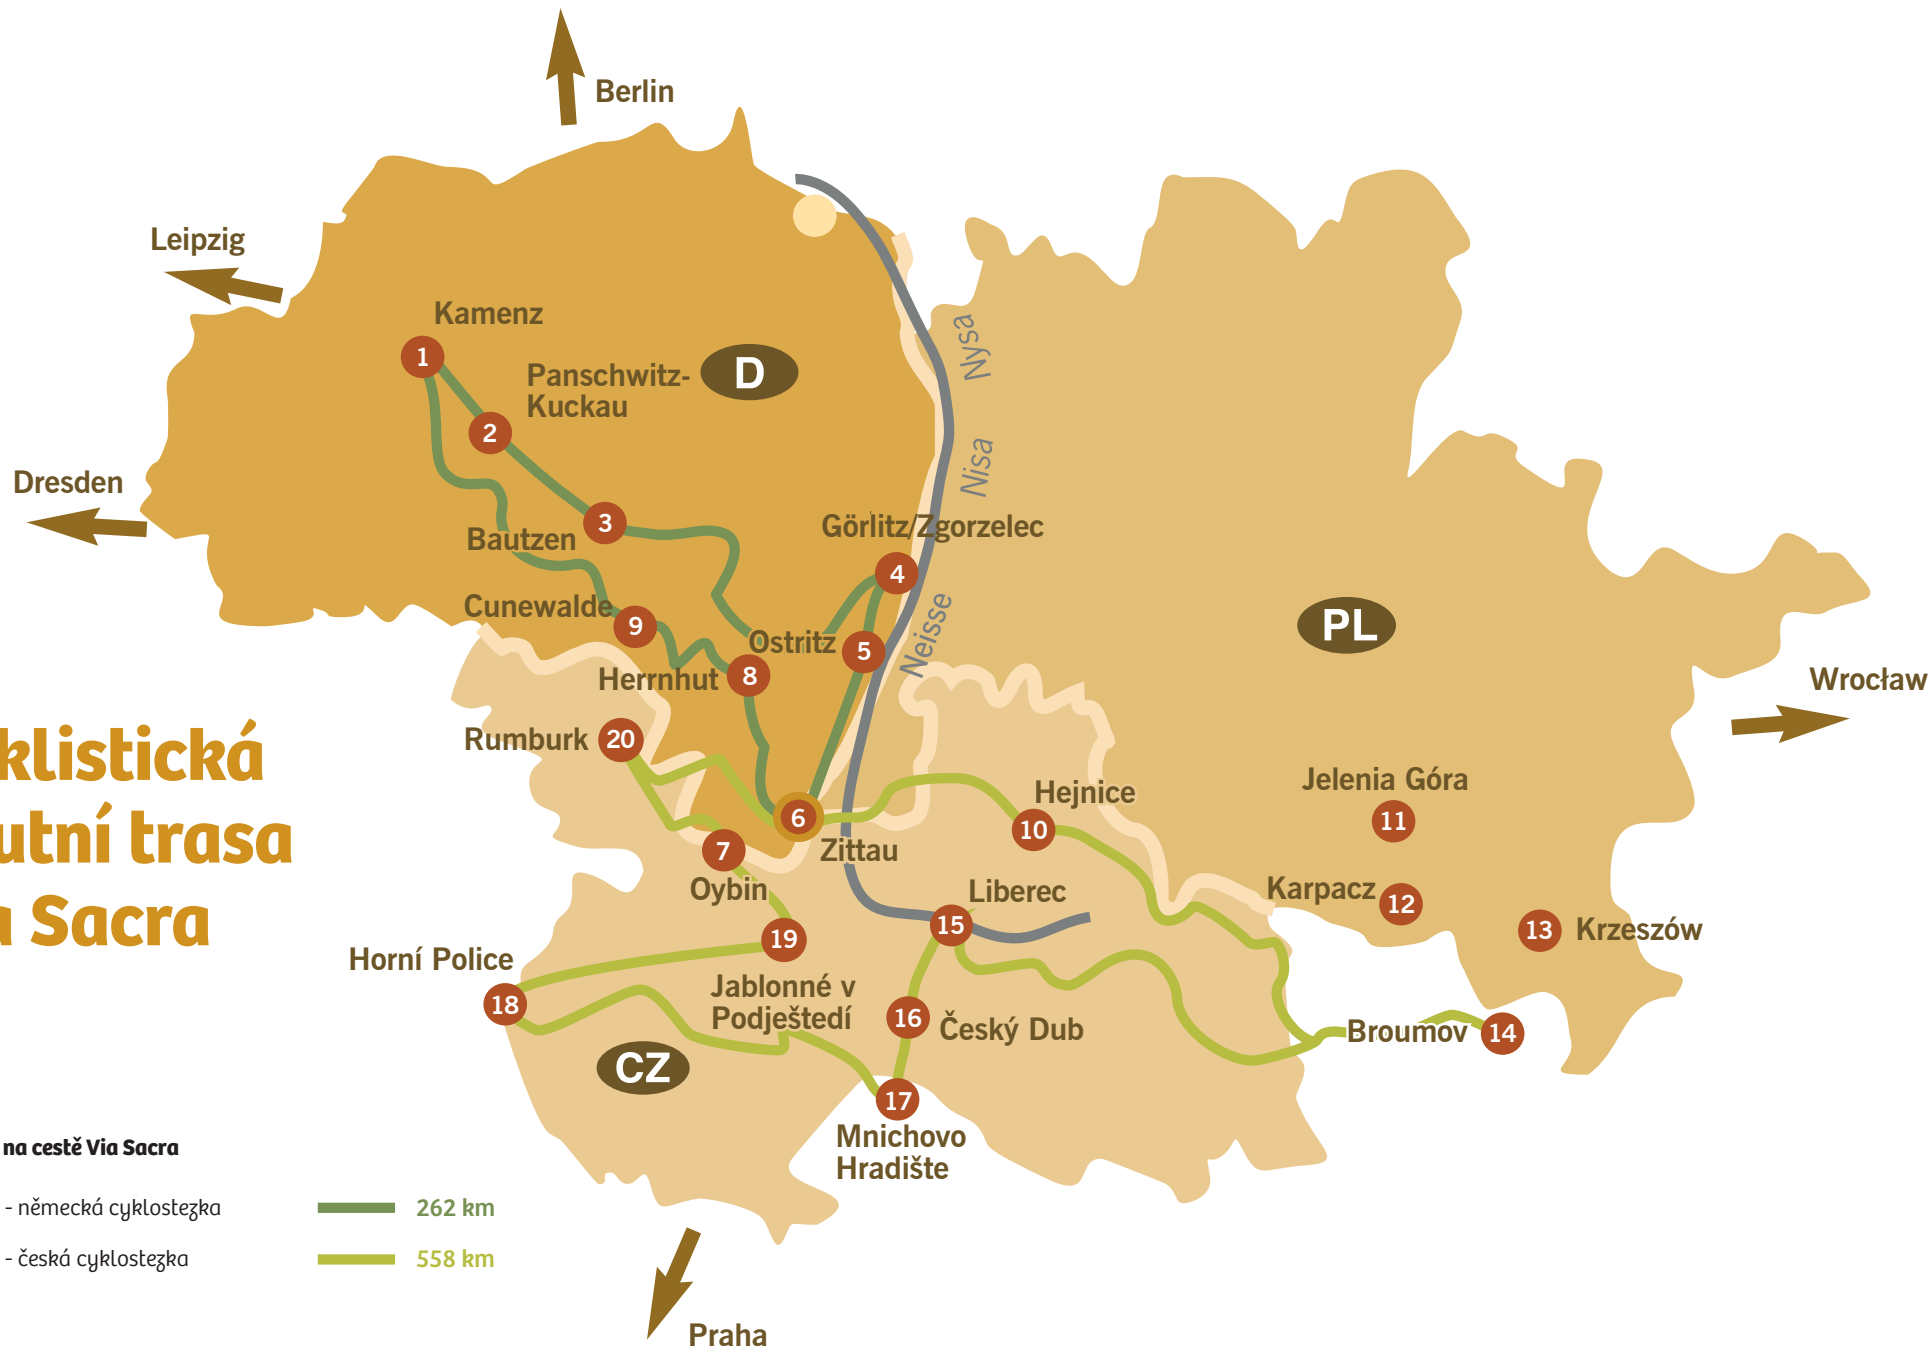 Berlin
Leipzig
Kamenz
1
Panschwitz-
Kuckau
D
2
Nysa
Dresden
3
Bautzen
Nisa
Görlitz/Zgorzelec
4
Cunewalde
9
Ostritz
5
Neisse
PL
Herrnhut
8
Wrocław
Rumburk
20
klistická
utní trasa
a Sacra
6
Zittau
7
Oybin
Hejnice
10
Jelenia Góra
11
Karpacz
12
13
Krzeszów
Liberec
15
19
Horní Police
18
Jablonné v
Podještedí
16
Český Dub
Broumov
14
CZ
17
Mnichovo
Hradište
na cestě Via Sacra
- německá cyklostezka
262 km
- česká cyklostezka
558 km
Praha